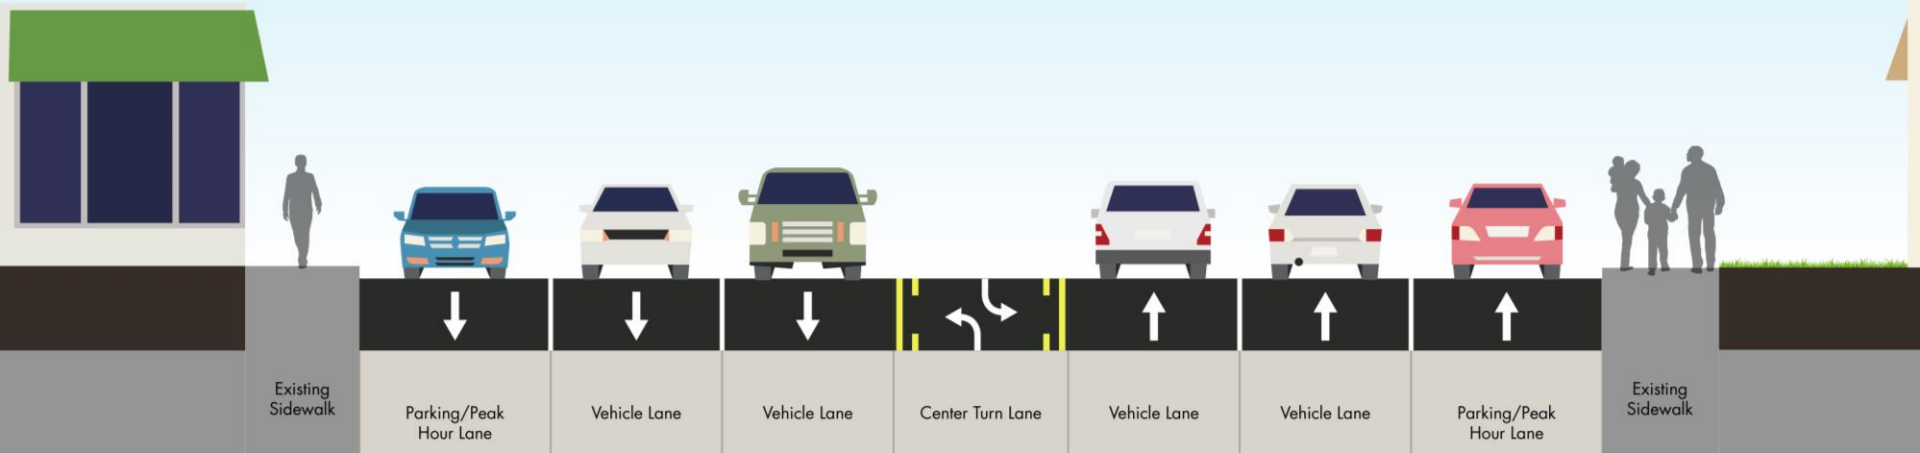 Existing
Sidewalk
Parking/Peak
Hour Lane
Vehicle Lane
Vehicle Lane
Center Turn Lane
Vehicle Lane
Vehicle Lane
Parking/Peak
Hour Lane
Existing
Sidewalk